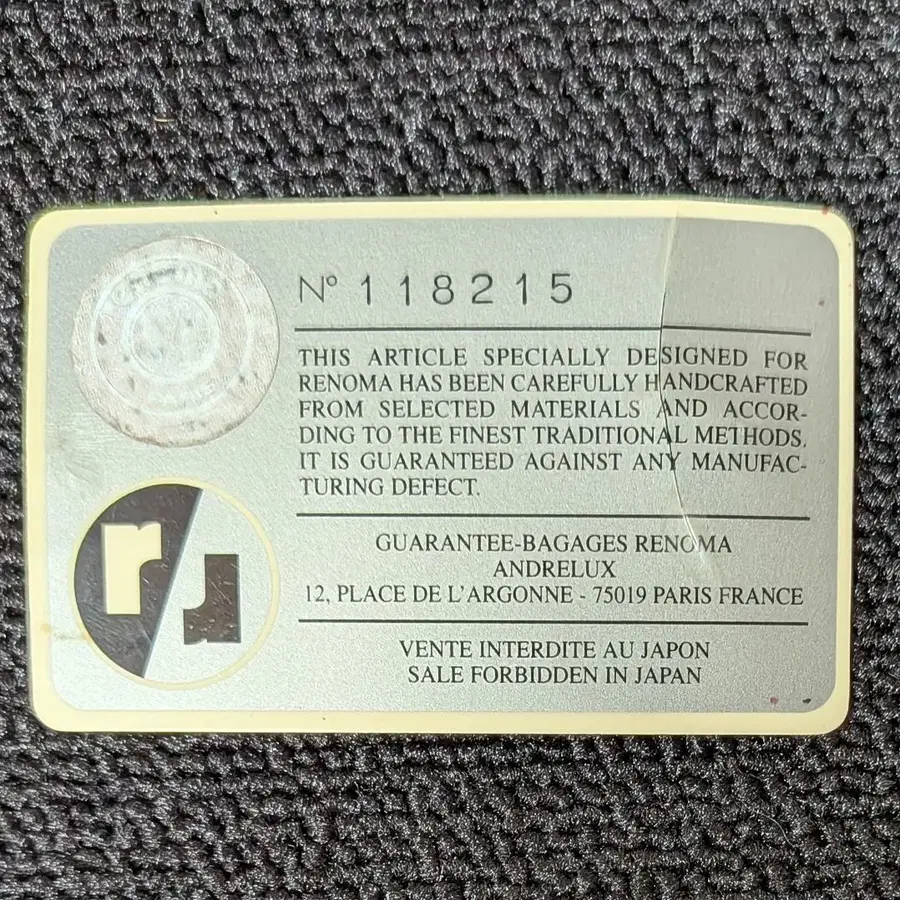 N° 118215
THIS ARTICLE SPECIALLY DESIGNED FOR
RENOMA HAS BEEN CAREFULLY HANDCRAFTED
FROM SELECTED MATERIALS AND ACCOR-
DING TO THE FINEST TRADITIONAL METHODS.
IT IS GUARANTEED AGAINST ANY MANUFAC-
TURING DEFECT.
GUARANTEE-BAGAGES RENOMA
ANDRELUX
12, PLACE DE L'ARGONNE - 75019 PARIS FRANCE
VENTE INTERDITE AU JAPON
SALE FORBIDDEN IN JAPAN
r r